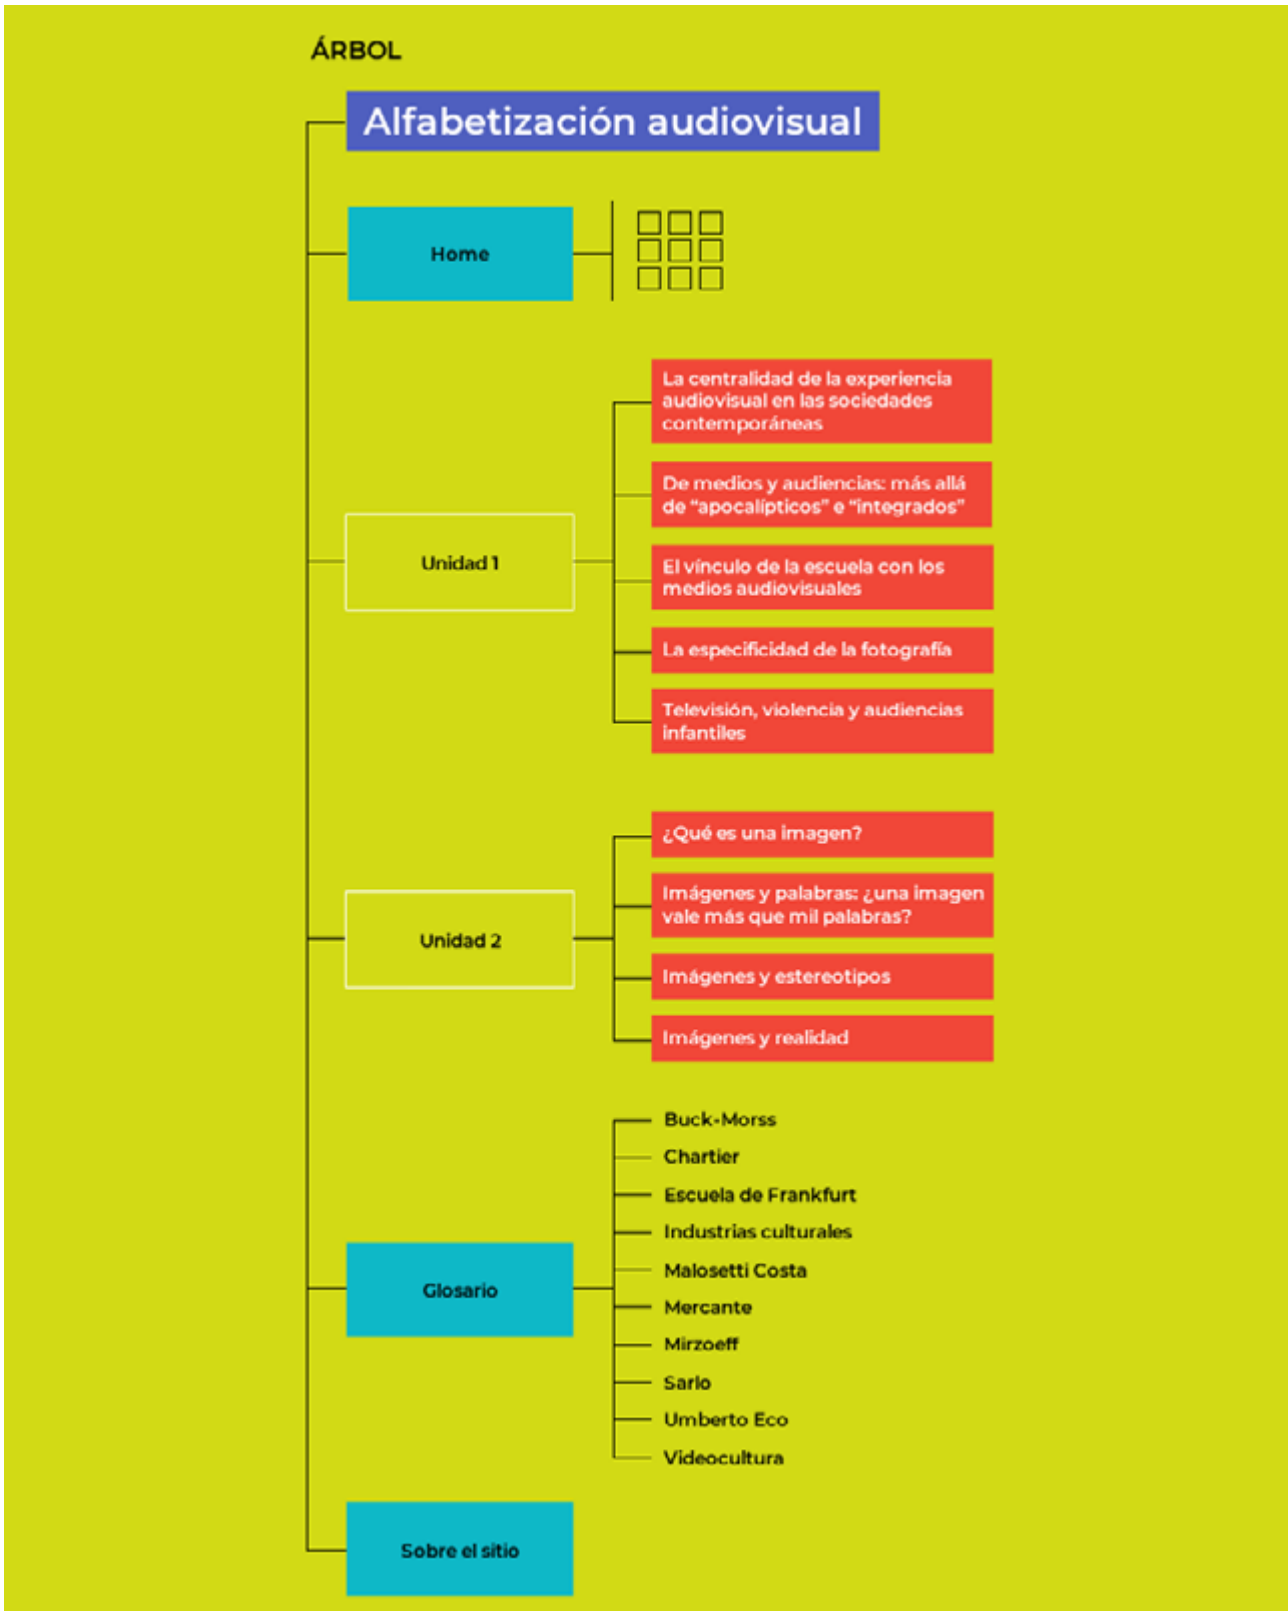 ÁRBOL
Alfabetización audiovisual
Home
La centralidad de la experiencia
audiovisual en las sociedades
contemporáneas
De medios y audiencias: más allá
de “apocalípticos” e “integrados”
Unidad 1
El vínculo de la escuela con los
medios audiovisuales
La especificidad de la fotografía
Televisión, violencia y audiencias
infantiles
¿Qué es una imagen?
Imágenes y palabras: ¿una imagen
vale más que mil palabras?
Unidad 2
Imágenes y estereotipos
Imágenes y realidad
Buck-Morss
Chartier
Escuela de Frankfurt
Industrias culturales
Malosetti Costa
Glosario
Mercante
Mirzoeff
Sarlo
Umberto Eco
Videocultura
Sobre el sitio